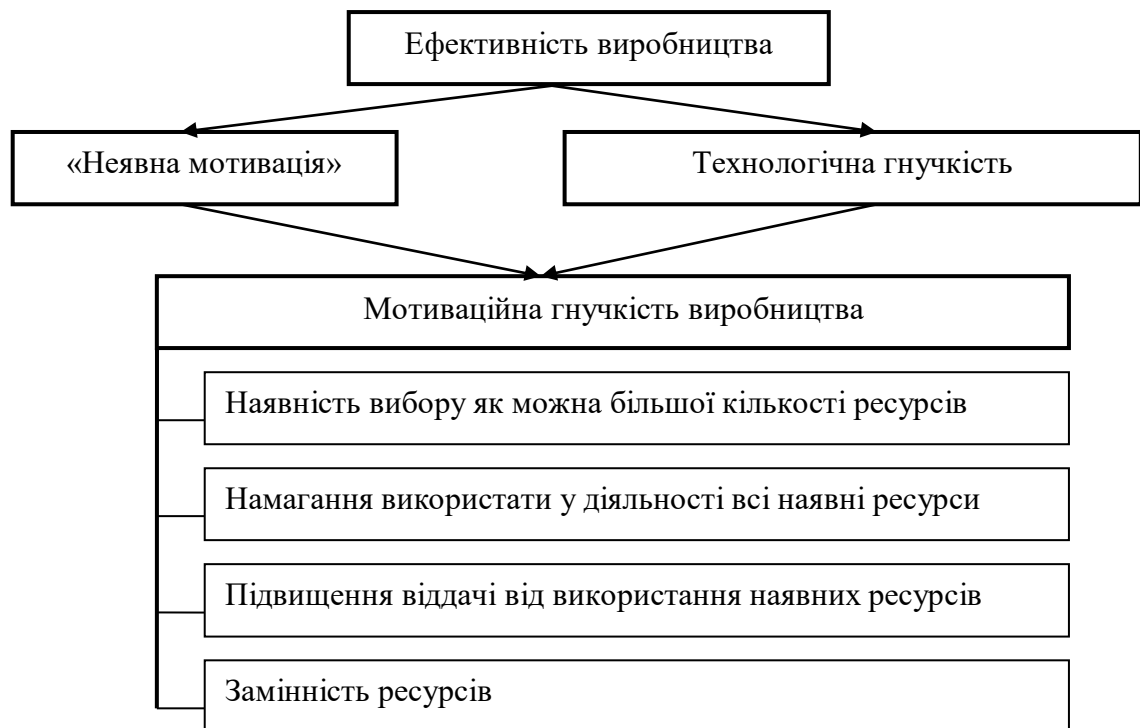 Ефективність виробництва
«Неявна мотивація»
Технологічна гнучкість
Мотиваційна гнучкість виробництва
Наявність вибору як можна більшої кількості ресурсів
Намагання використати у діяльності всі наявні ресурси
Підвищення віддачі від використання наявних ресурсів
Замінність ресурсів